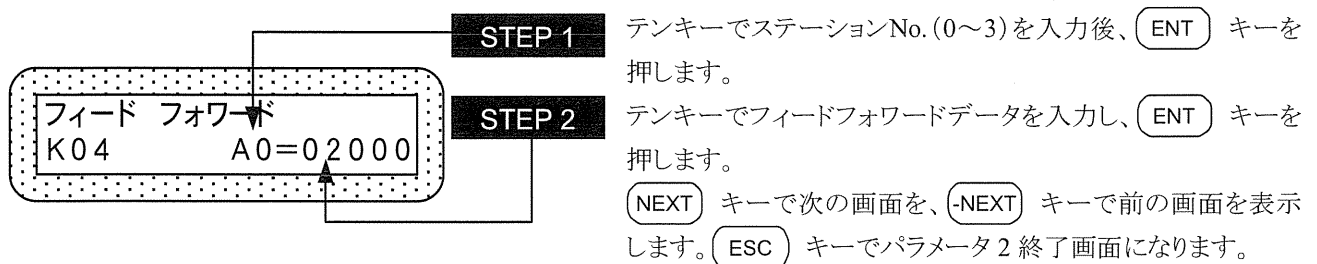 フィード フォワード
K04 A0=02000
STEP 1
テンキーでステーションNo.(0～3)を入力後、 ENT キーを
押します。
STEP 2
テンキーでフィードフォワードデータを入力し、 ENT キーを
押します。
NEXT キーで次の画面を、 -NEXT キーで前の画面を表示
します。 ESC キーでパラメータ2終了画面になります。